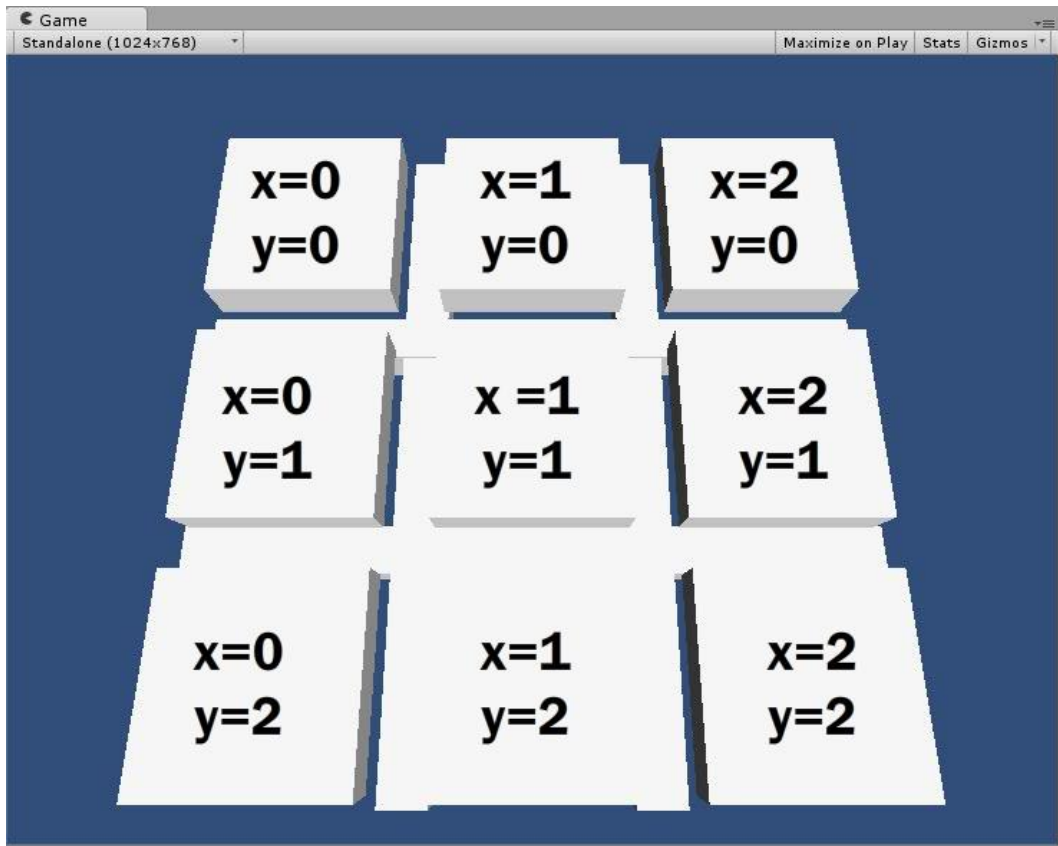 Game
Standalone (1024x768) Maximize on Play Stats Gizmos
x=0 x=1 x=2
y=0 y=0 y=0
x=0 x =1 x=2
y=1 y=1 y=1
x=0 x=1 x=2
y=2 y=2 y=2